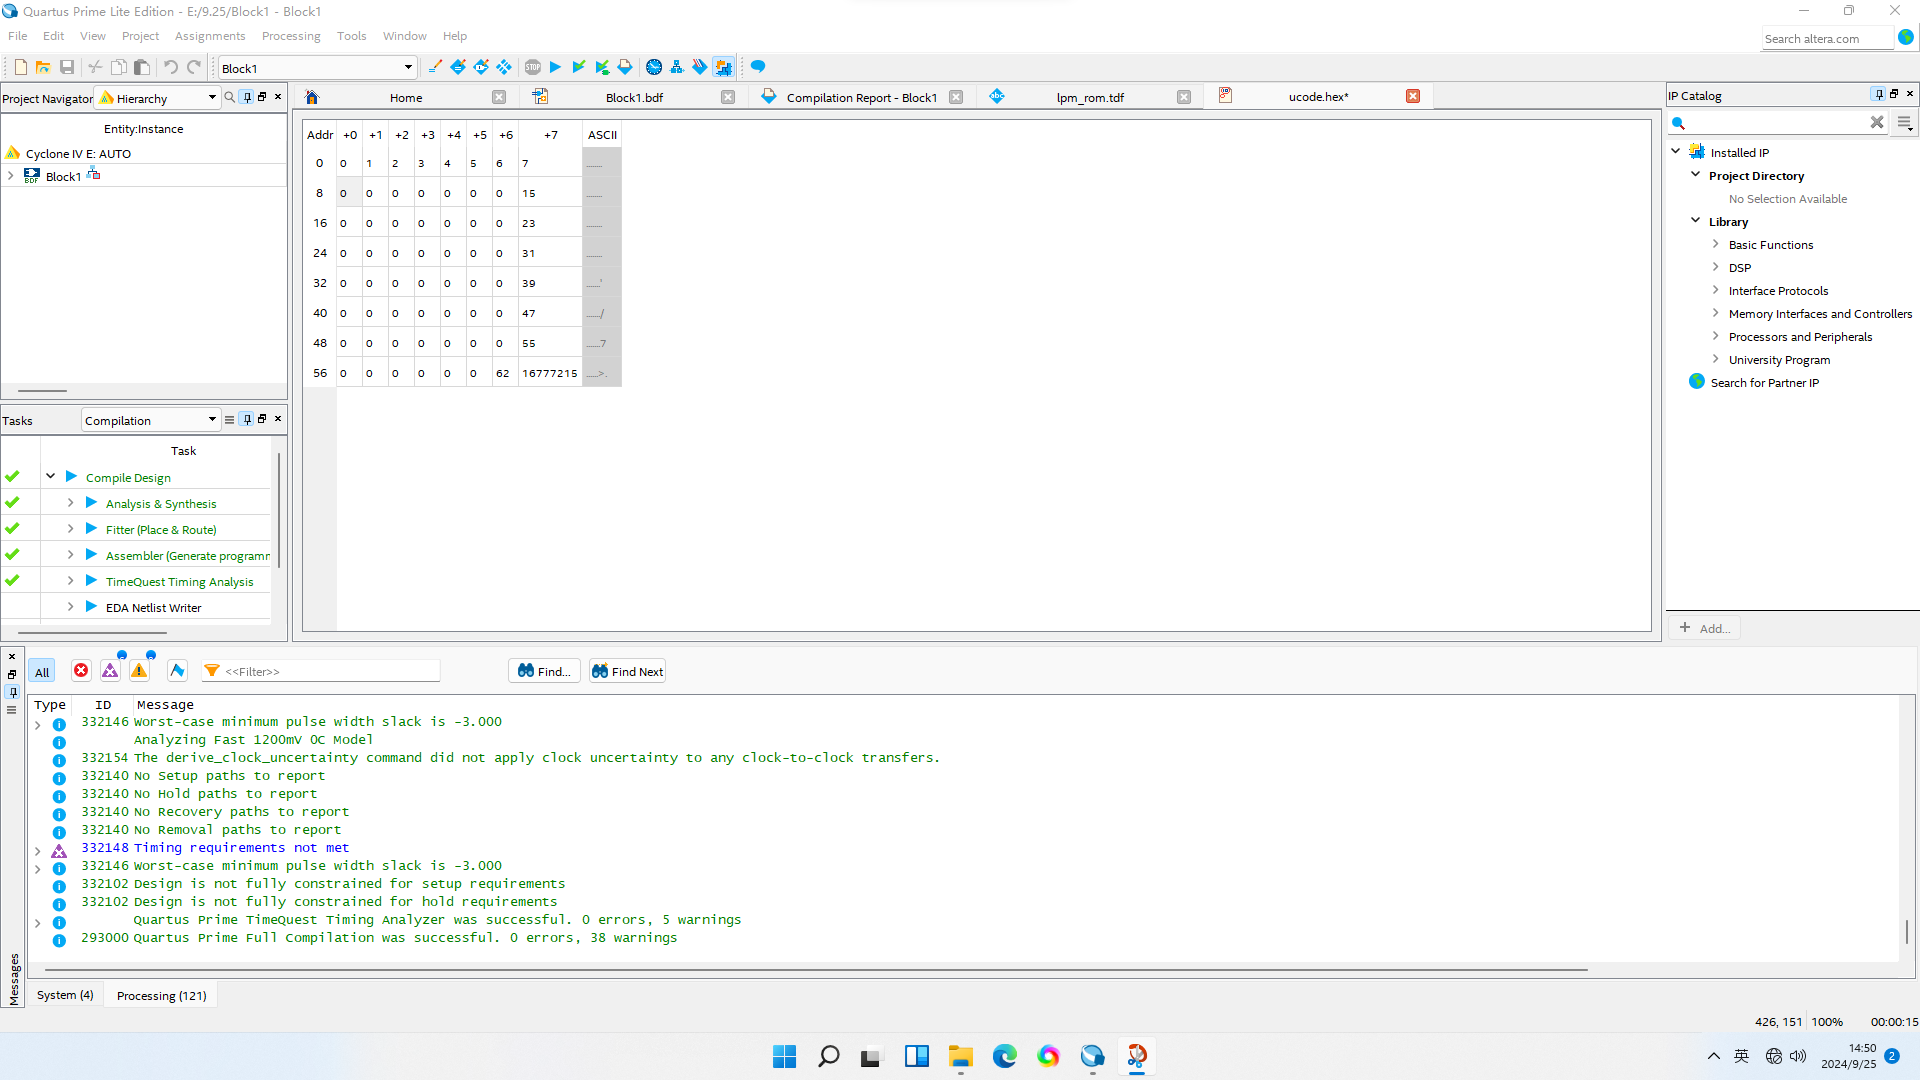 Quartus Prime Lite Edition - E:/9.25/Block1 - Block1
File Edit View Project Assignments Processing Tools Window Help
Search altera.com
Block1
Project Navigator Hierarchy
Entity:Instance
Cyclone IV E: AUTO
Block1
Tasks Compilation
Task
Compile Design
Analysis & Synthesis
Fitter (Place & Route)
Assembler (Generate programm
TimeQuest Timing Analysis
EDA Netlist Writer
Home Block1.bdf Compilation Report - Block1 lpm_rom.tdf ucode.hex*
Addr +0 +1 +2 +3 +4 +5 +6 +7 ASCII
0 0 1 2 3 4 5 6 7 ........
8 0 0 0 0 0 0 0 15 ........
16 0 0 0 0 0 0 0 23 ........
24 0 0 0 0 0 0 0 31 ........
32 0 0 0 0 0 0 0 39 .......'
40 0 0 0 0 0 0 0 47 ......./
48 0 0 0 0 0 0 0 55 .......7
56 0 0 0 0 0 0 62 16777215 ......>.
IP Catalog
Installed IP
Project Directory
No Selection Available
Library
Basic Functions
DSP
Interface Protocols
Memory Interfaces and Controllers
Processors and Peripherals
University Program
Search for Partner IP
+ Add...
All <<Filter>> Find... Find Next
Type ID Message
332146 Worst-case minimum pulse width slack is -3.000
Analyzing Fast 1200mV 0C Model
332154 The derive_clock_uncertainty command did not apply clock uncertainty to any clock-to-clock transfers.
332140 No Setup paths to report
332140 No Hold paths to report
332140 No Recovery paths to report
332140 No Removal paths to report
332148 Timing requirements not met
332146 Worst-case minimum pulse width slack is -3.000
332102 Design is not fully constrained for setup requirements
332102 Design is not fully constrained for hold requirements
Quartus Prime TimeQuest Timing Analyzer was successful. 0 errors, 5 warnings
293000 Quartus Prime Full Compilation was successful. 0 errors, 38 warnings
Messages
System (4) Processing (121)
426, 151 100% 00:00:15
英 14:50
2024/9/25 2